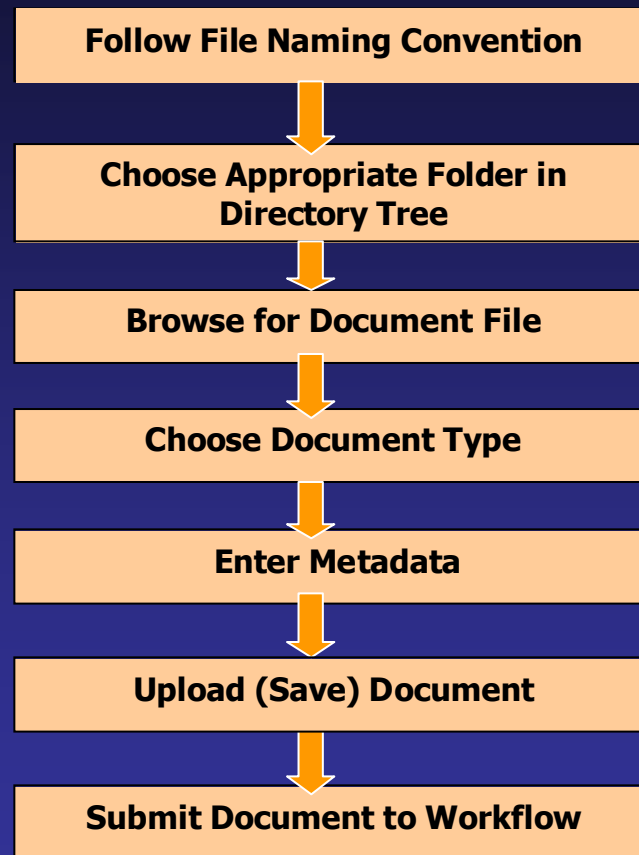 Follow File Naming Convention
Choose Appropriate Folder in
Directory Tree
Browse for Document File
Choose Document Type
Enter Metadata
Upload (Save) Document
Submit Document to Workflow